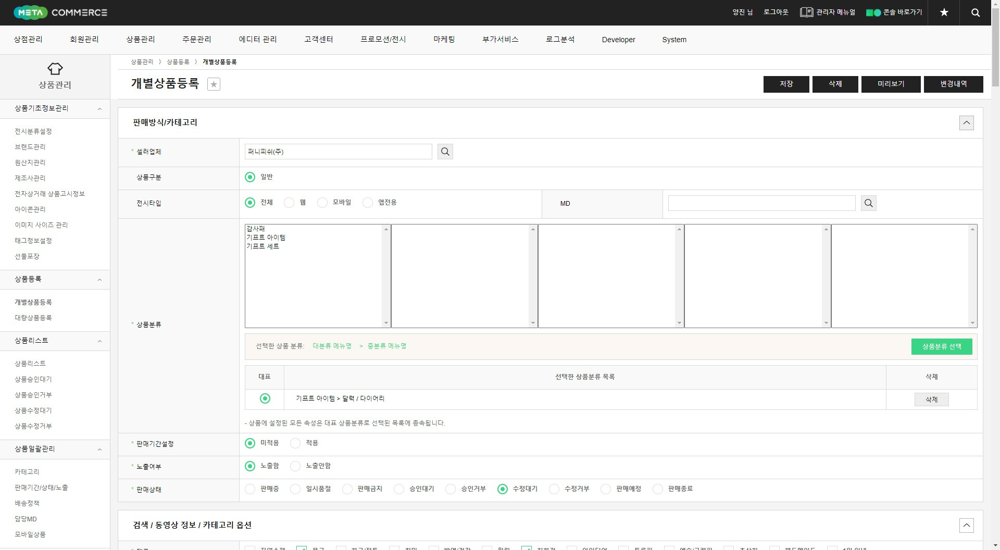 META COMMERCE
양진 님 로그아웃 관리자 메뉴얼 콘솔 바로가기
상점관리 회원관리 상품관리 주문관리 에디터 관리 고객센터 프로모션/전시 마케팅 부가서비스 로그분석 Developer System
상품관리
상품기초정보관리
전시분류설정
브랜드관리
원산지관리
제조사관리
전자상거래 상품고시정보
아이콘관리
이미지 사이즈 관리
태그정보설정
선물포장
상품등록
개별상품등록
대량상품등록
상품리스트
상품리스트
상품승인대기
상품승인거부
상품수정대기
상품수정거부
상품일괄관리
카테고리
판매기간/상태/노출
배송정책
담당MD
모바일상품
상품관리 > 상품등록 > 개별상품등록
개별상품등록
저장 삭제 미리보기 변경내역
판매방식/카테고리
* 셀러업체 퍼니피쉬(주)
상품구분 일반
전시타입 전체 웹 모바일 앱전용 MD
* 상품분류
감사패
기프트 아이템
기프트 세트
선택한 상품 분류: 대분류 메뉴명 > 중분류 메뉴명 상품분류 선택
대표 선택한 상품분류 목록 삭제
기프트 아이템 > 달력 / 다이어리 삭제
- 상품에 설정된 모든 속성은 대표 상품분류로 선택된 목록에 종속됩니다.
* 판매기간설정 미적용 적용
* 노출여부 노출함 노출안함
* 판매상태 판매중 일시품절 판매금지 승인대기 승인거부 수정대기 수정거부 판매예정 판매종료
검색 / 동영상 정보 / 카테고리 옵션